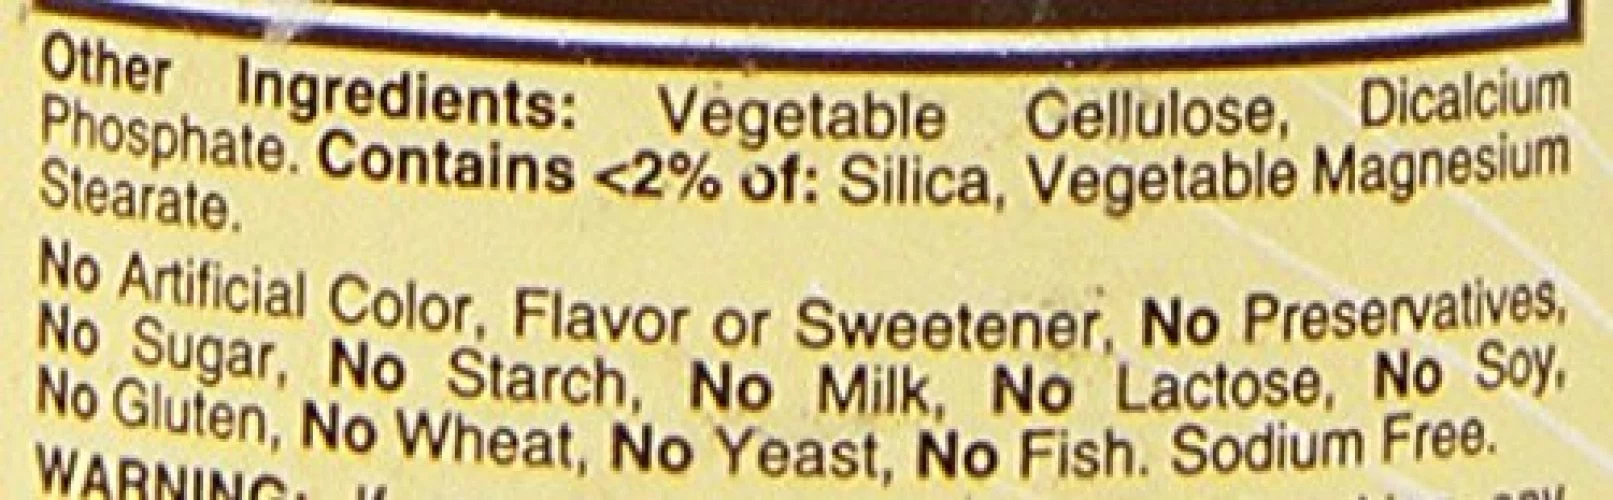 Other Ingredients: Vegetable Cellulose, Dicalcium
Phosphate. Contains <2% of: Silica, Vegetable Magnesium
Stearate.
No Artificial Color, Flavor or Sweetener, No Preservatives,
No Sugar, No Starch, No Milk, No Lactose, No Soy,
No Gluten, No Wheat, No Yeast, No Fish. Sodium Free.
WARNING: If